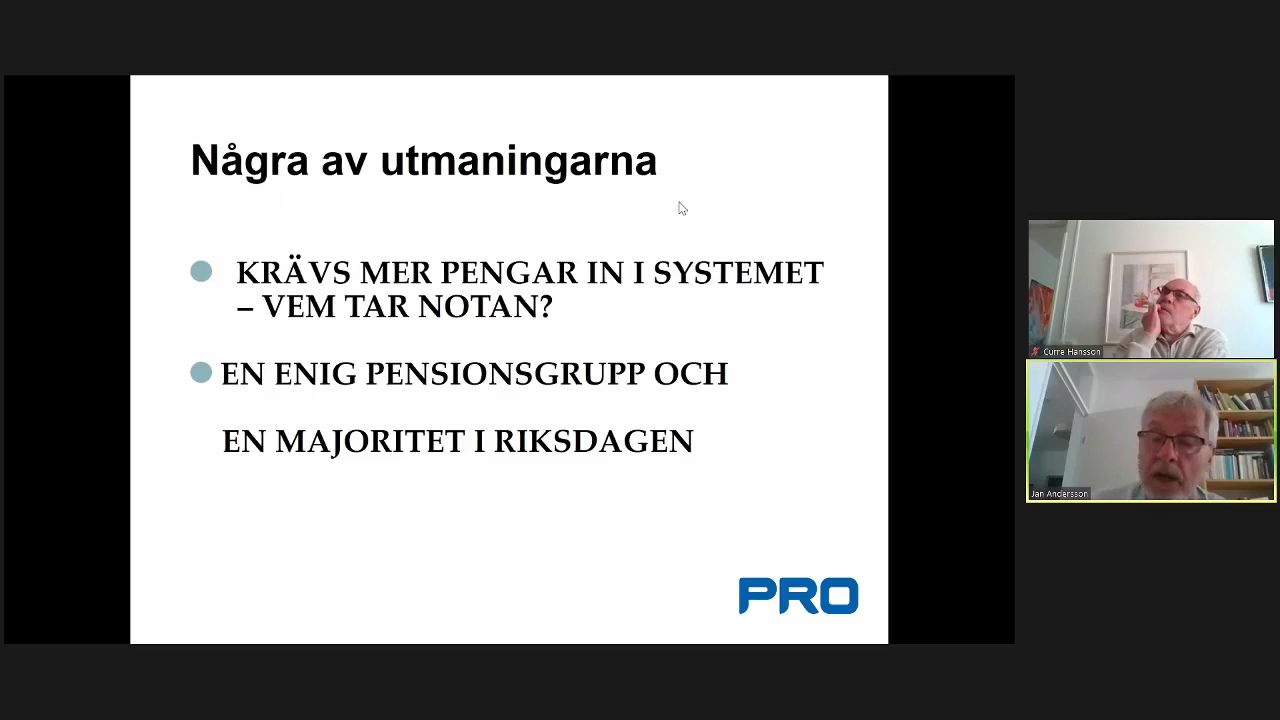 Några av utmaningarna
KRÄVS MER PENGAR IN I SYSTEMET
– VEM TAR NOTAN?
EN ENIG PENSIONSGRUPP OCH
EN MAJORITET I RIKSDAGEN
PRO
Curre Hansson
Jan Andersson